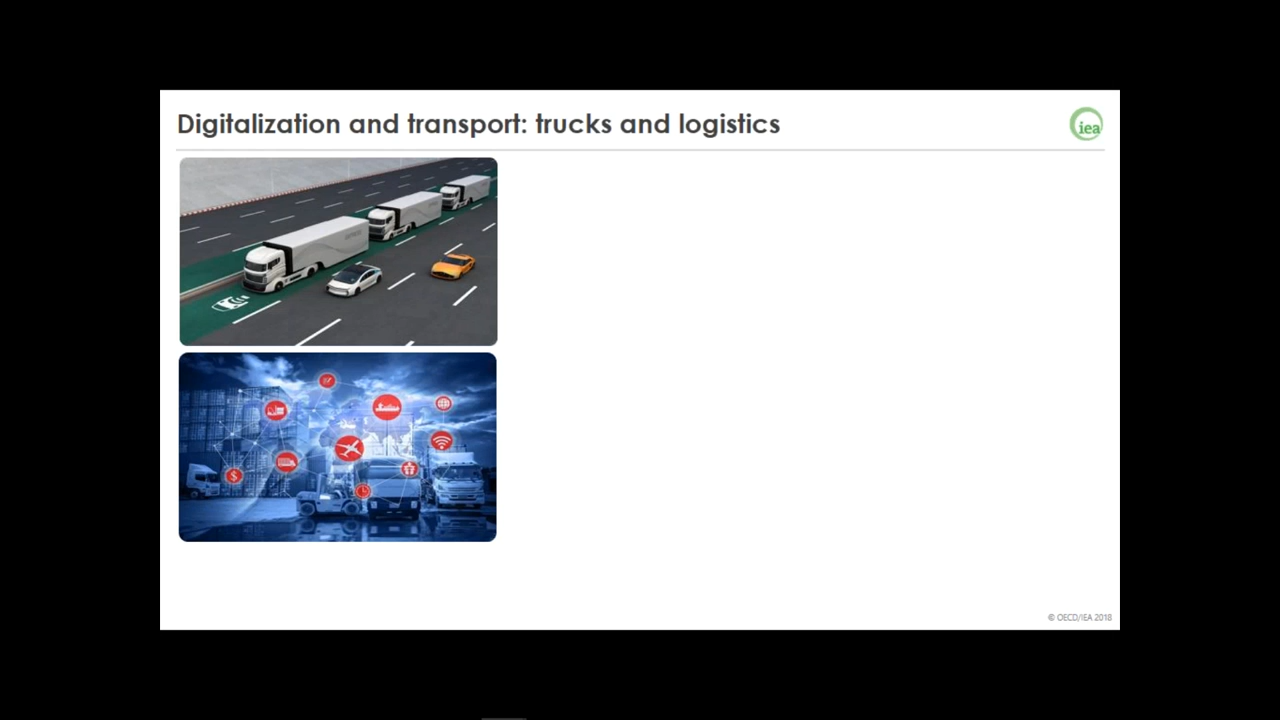 Digitalization and transport: trucks and logistics
iea
$
© OECD/IEA 2018